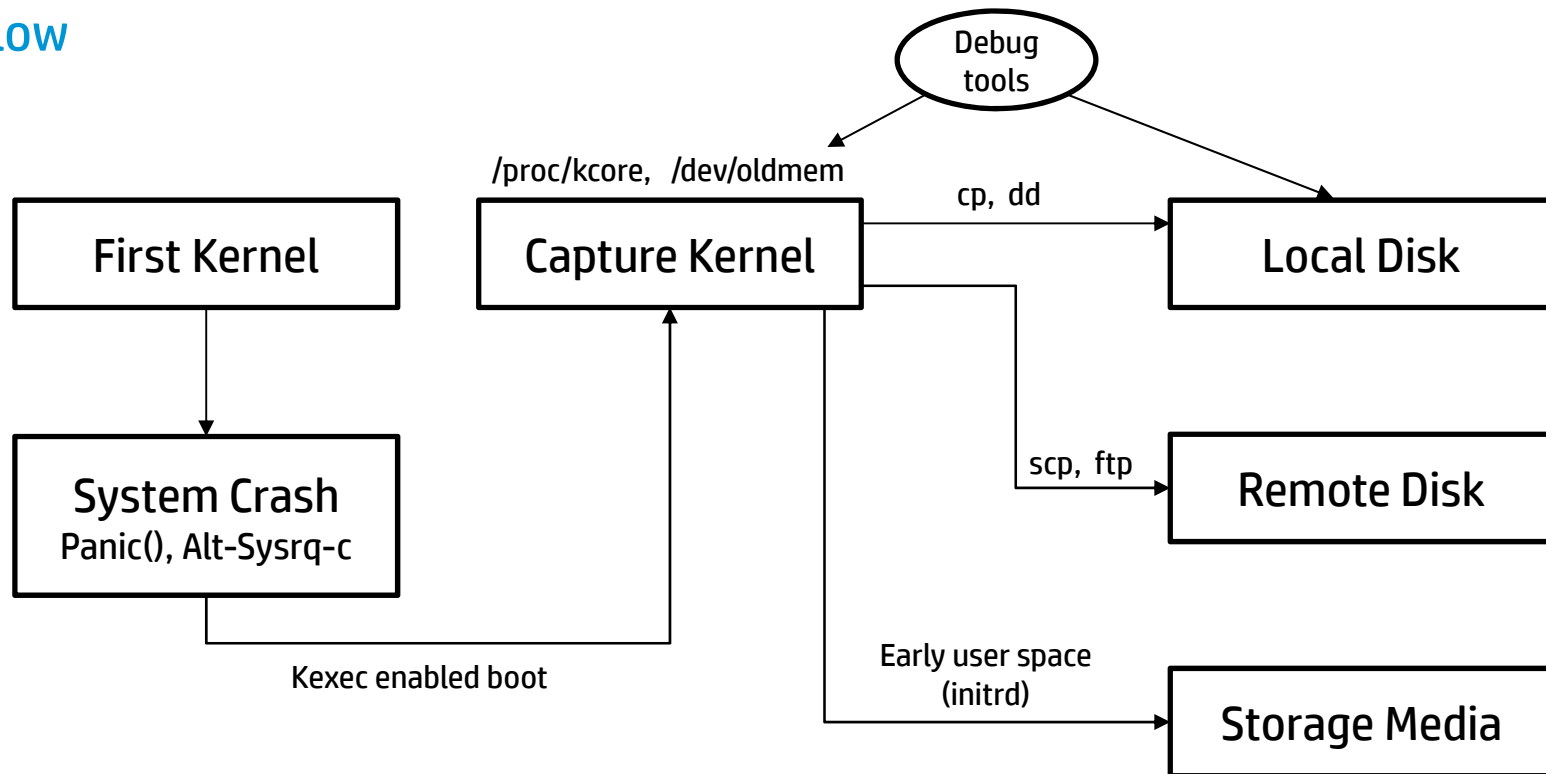 LOW
Debug
tools
/proc/kcore, /dev/oldmem
cp, dd
First Kernel
Capture Kernel
Local Disk
System Crash
Panic(), Alt-Sysrq-c
scp, ftp
Remote Disk
Kexec enabled boot
Early user space
(initrd)
Storage Media